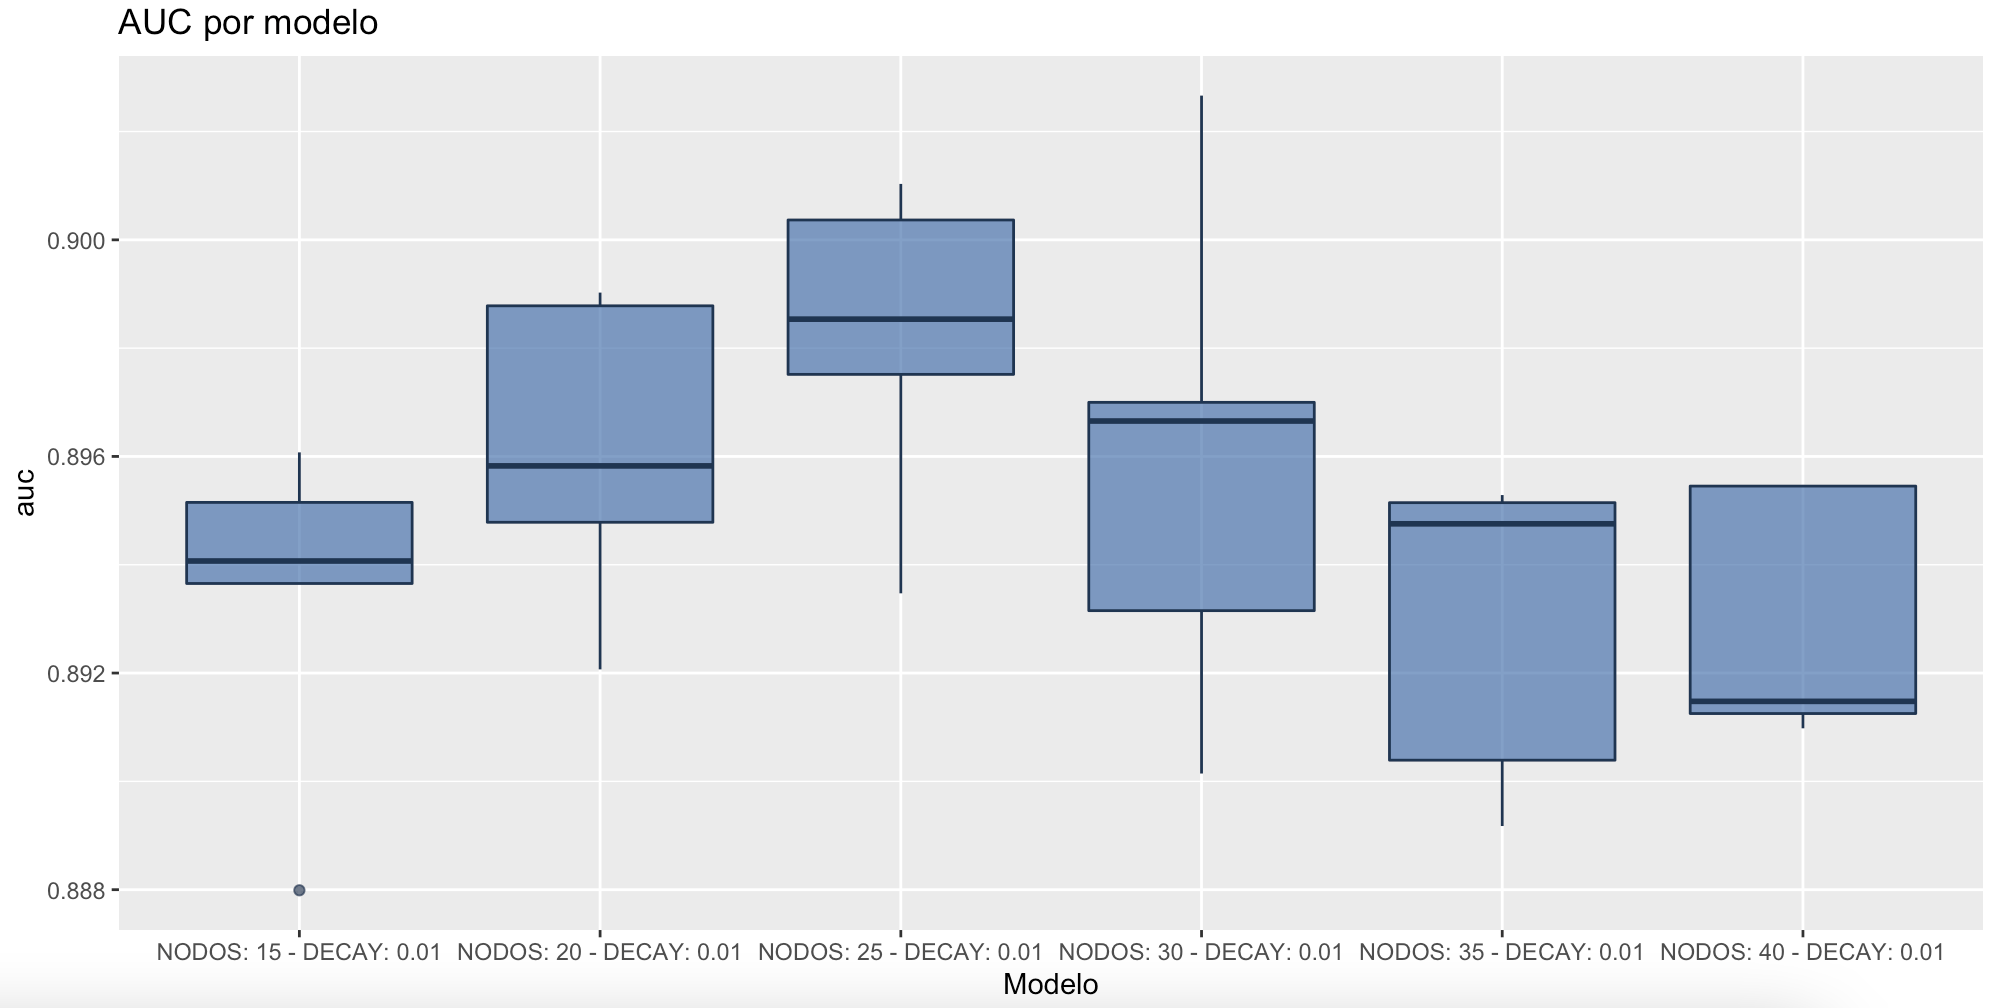 AUC por modelo
0.900
0.896
0.892
0.888
auc
NODOS: 15 - DECAY: 0.01 NODOS: 20 - DECAY: 0.01 NODOS: 25 - DECAY: 0.01 NODOS: 30 - DECAY: 0.01 NODOS: 35 - DECAY: 0.01 NODOS: 40 - DECAY: 0.01
Modelo